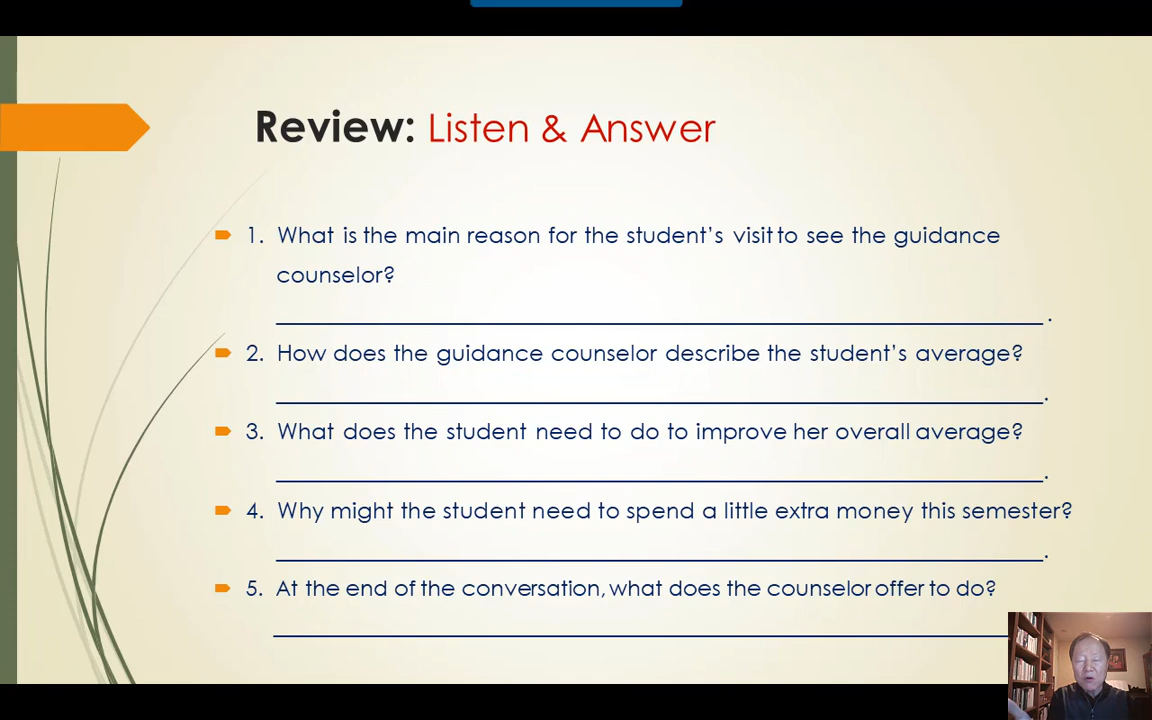 Review: Listen & Answer
1. What is the main reason for the student's visit to see the guidance
counselor?
.
2. How does the guidance counselor describe the student's average?
.
3. What does the student need to do to improve her overall average?
.
4. Why might the student need to spend a little extra money this semester?
.
5. At the end of the conversation, what does the counselor offer to do?